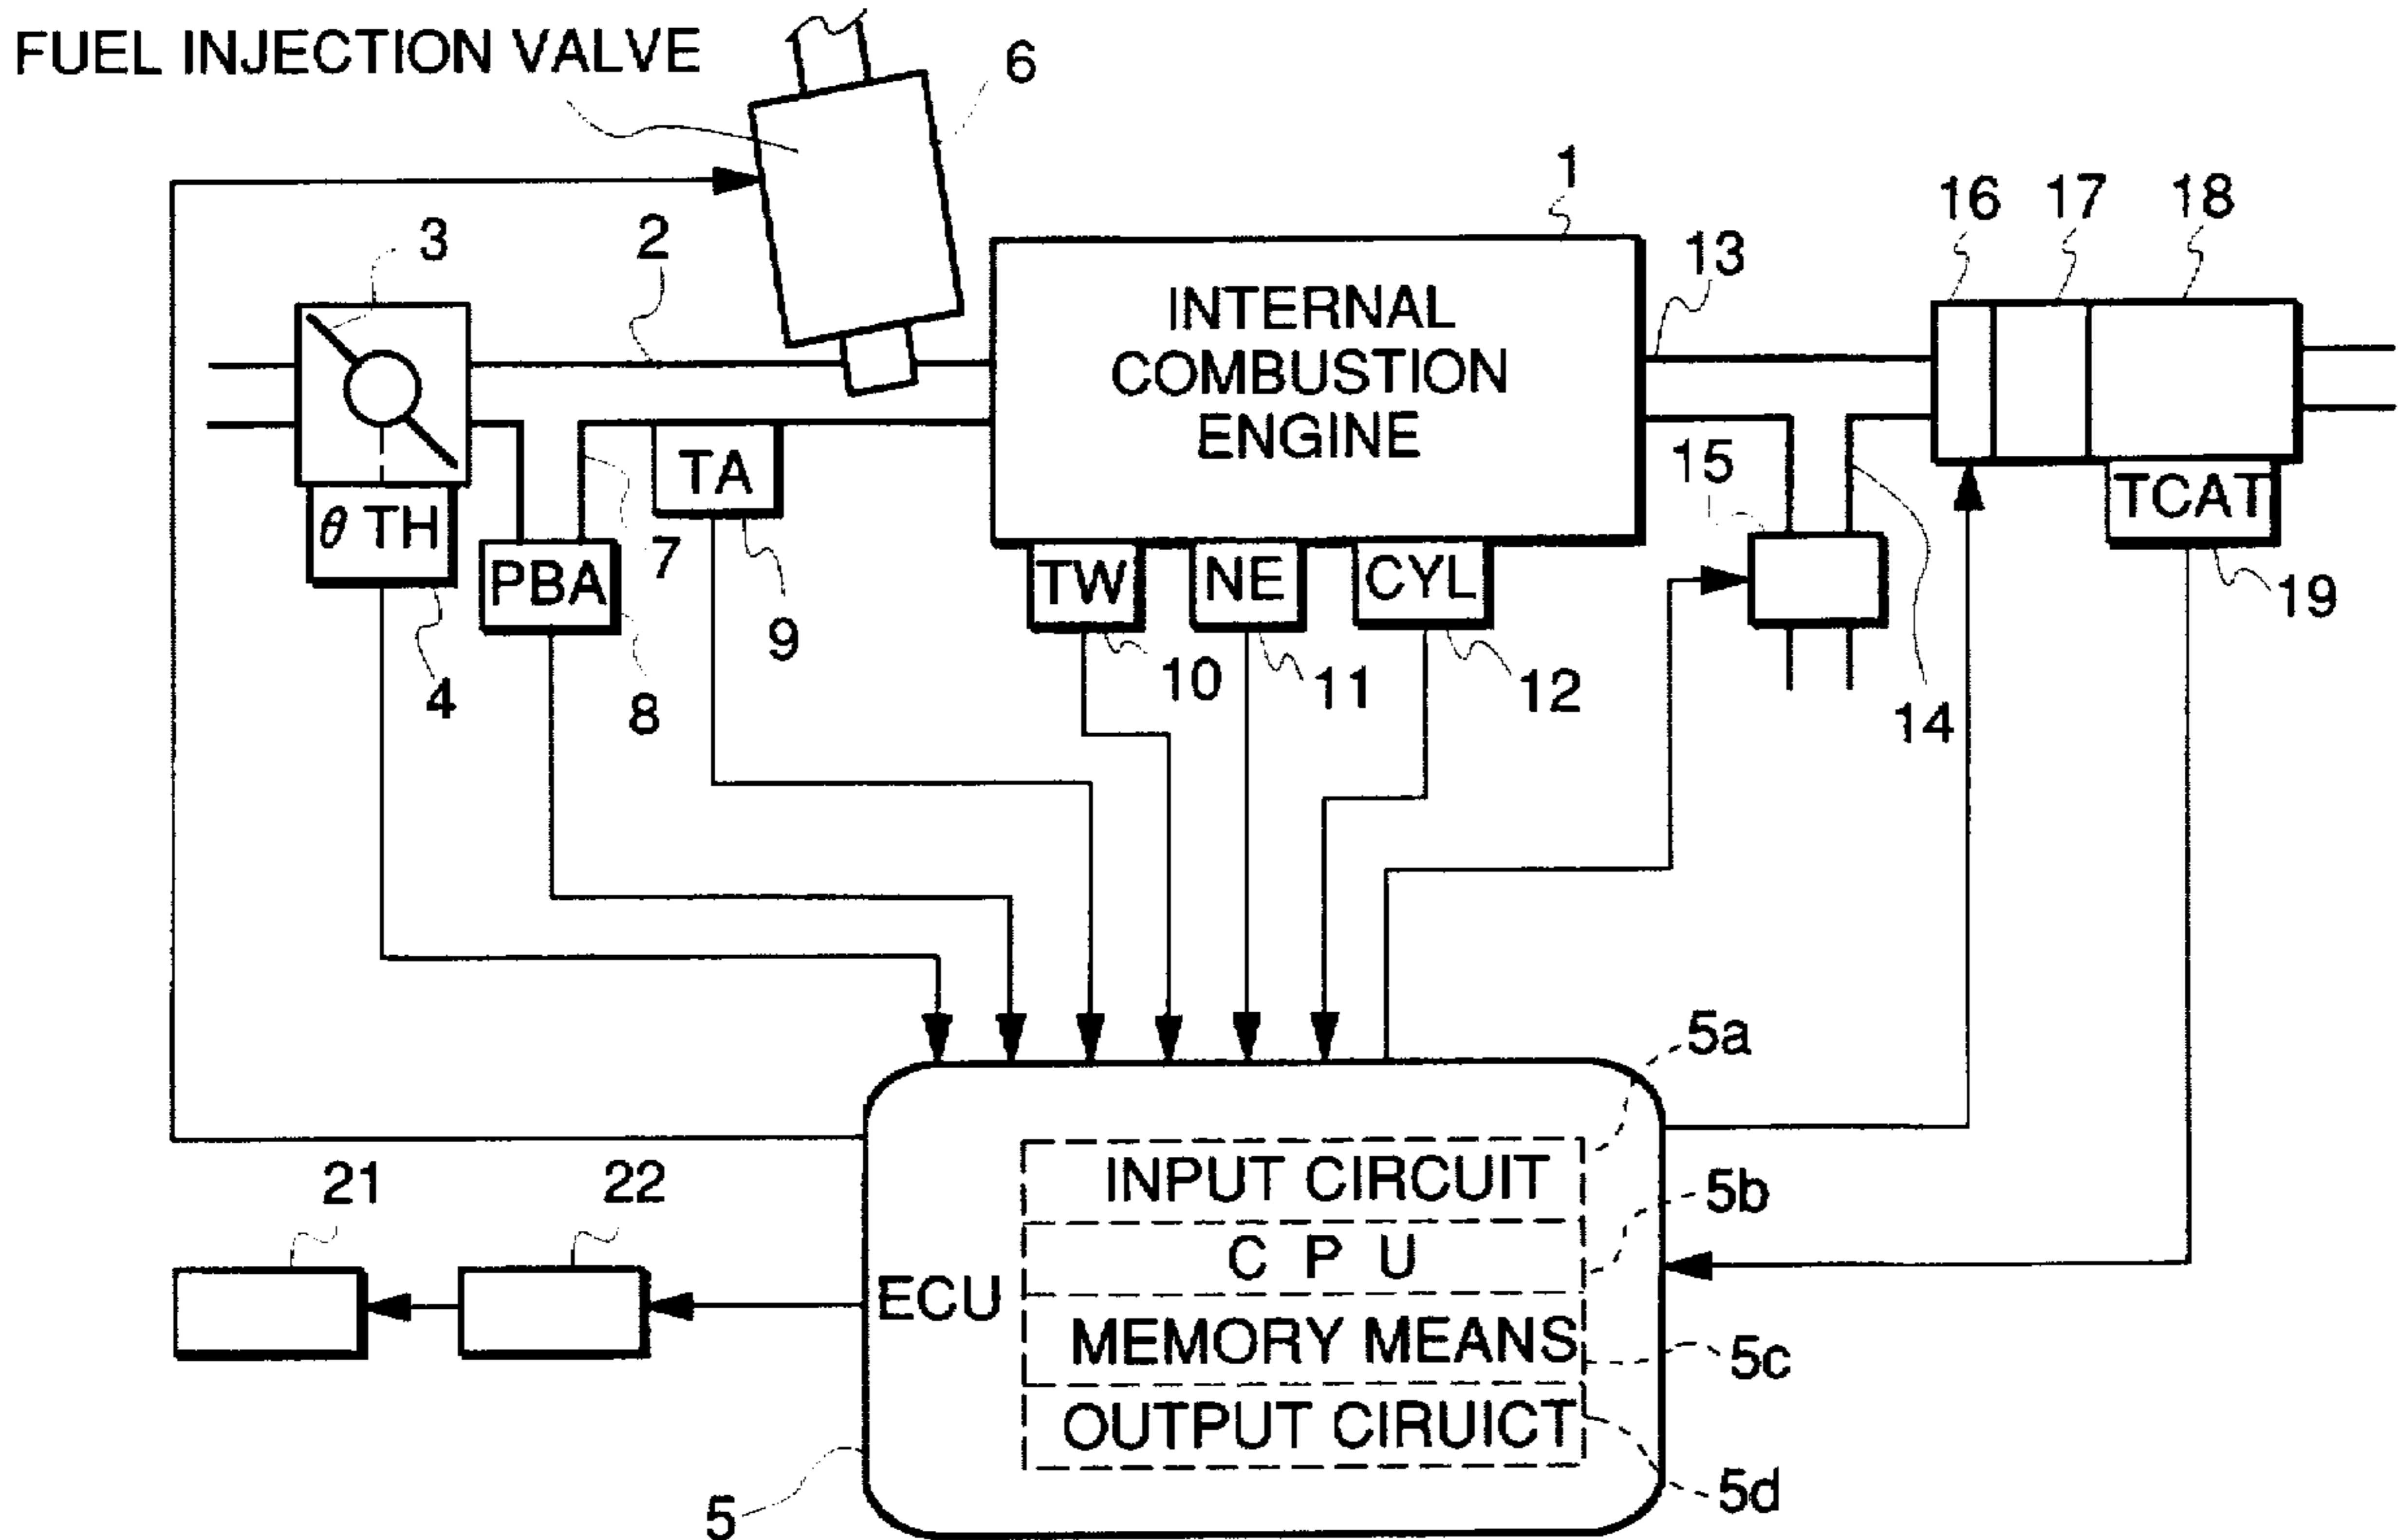 FUEL INJECTION VALVE
6
1
16
17
18
3
2
13
INTERNAL
COMBUSTION
ENGINE
15
θ TH
TA
TCAT
PBA
7
TW
NE
CYL
19
4
8
9
10
11
12
14
5a
INPUT CIRCUIT
21
22
5b
C P U
ECU
MEMORY MEANS
5c
OUTPUT CIRUICT
5d
5